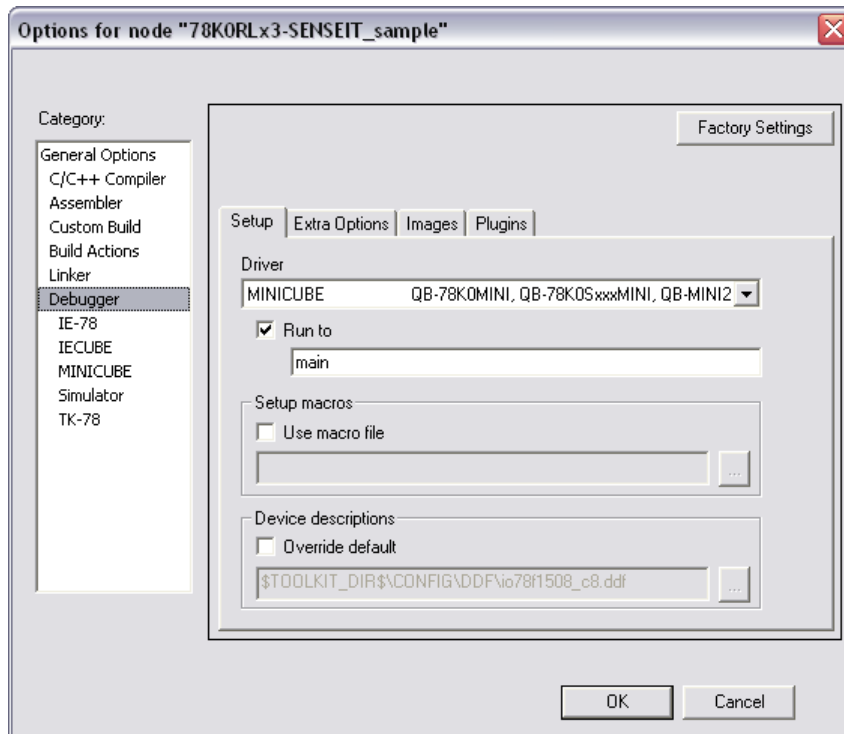 Options for node "78K0RLx3-SENSEIT_sample"
Category:
General Options
C/C++ Compiler
Assembler
Custom Build
Build Actions
Linker
Debugger
IE-78
IECUBE
MINICUBE
Simulator
TK-78
Factory Settings
Setup Extra Options Images Plugins
Driver
MINICUBE QB-78K0MINI, QB-78K0SxxxMINI, QB-MINI2
Run to
main
Setup macros
Use macro file
...
Device descriptions
Override default
$TOOLKIT_DIR$\CONFIG\DDF\io78f1508_c8.ddf
...
OK Cancel